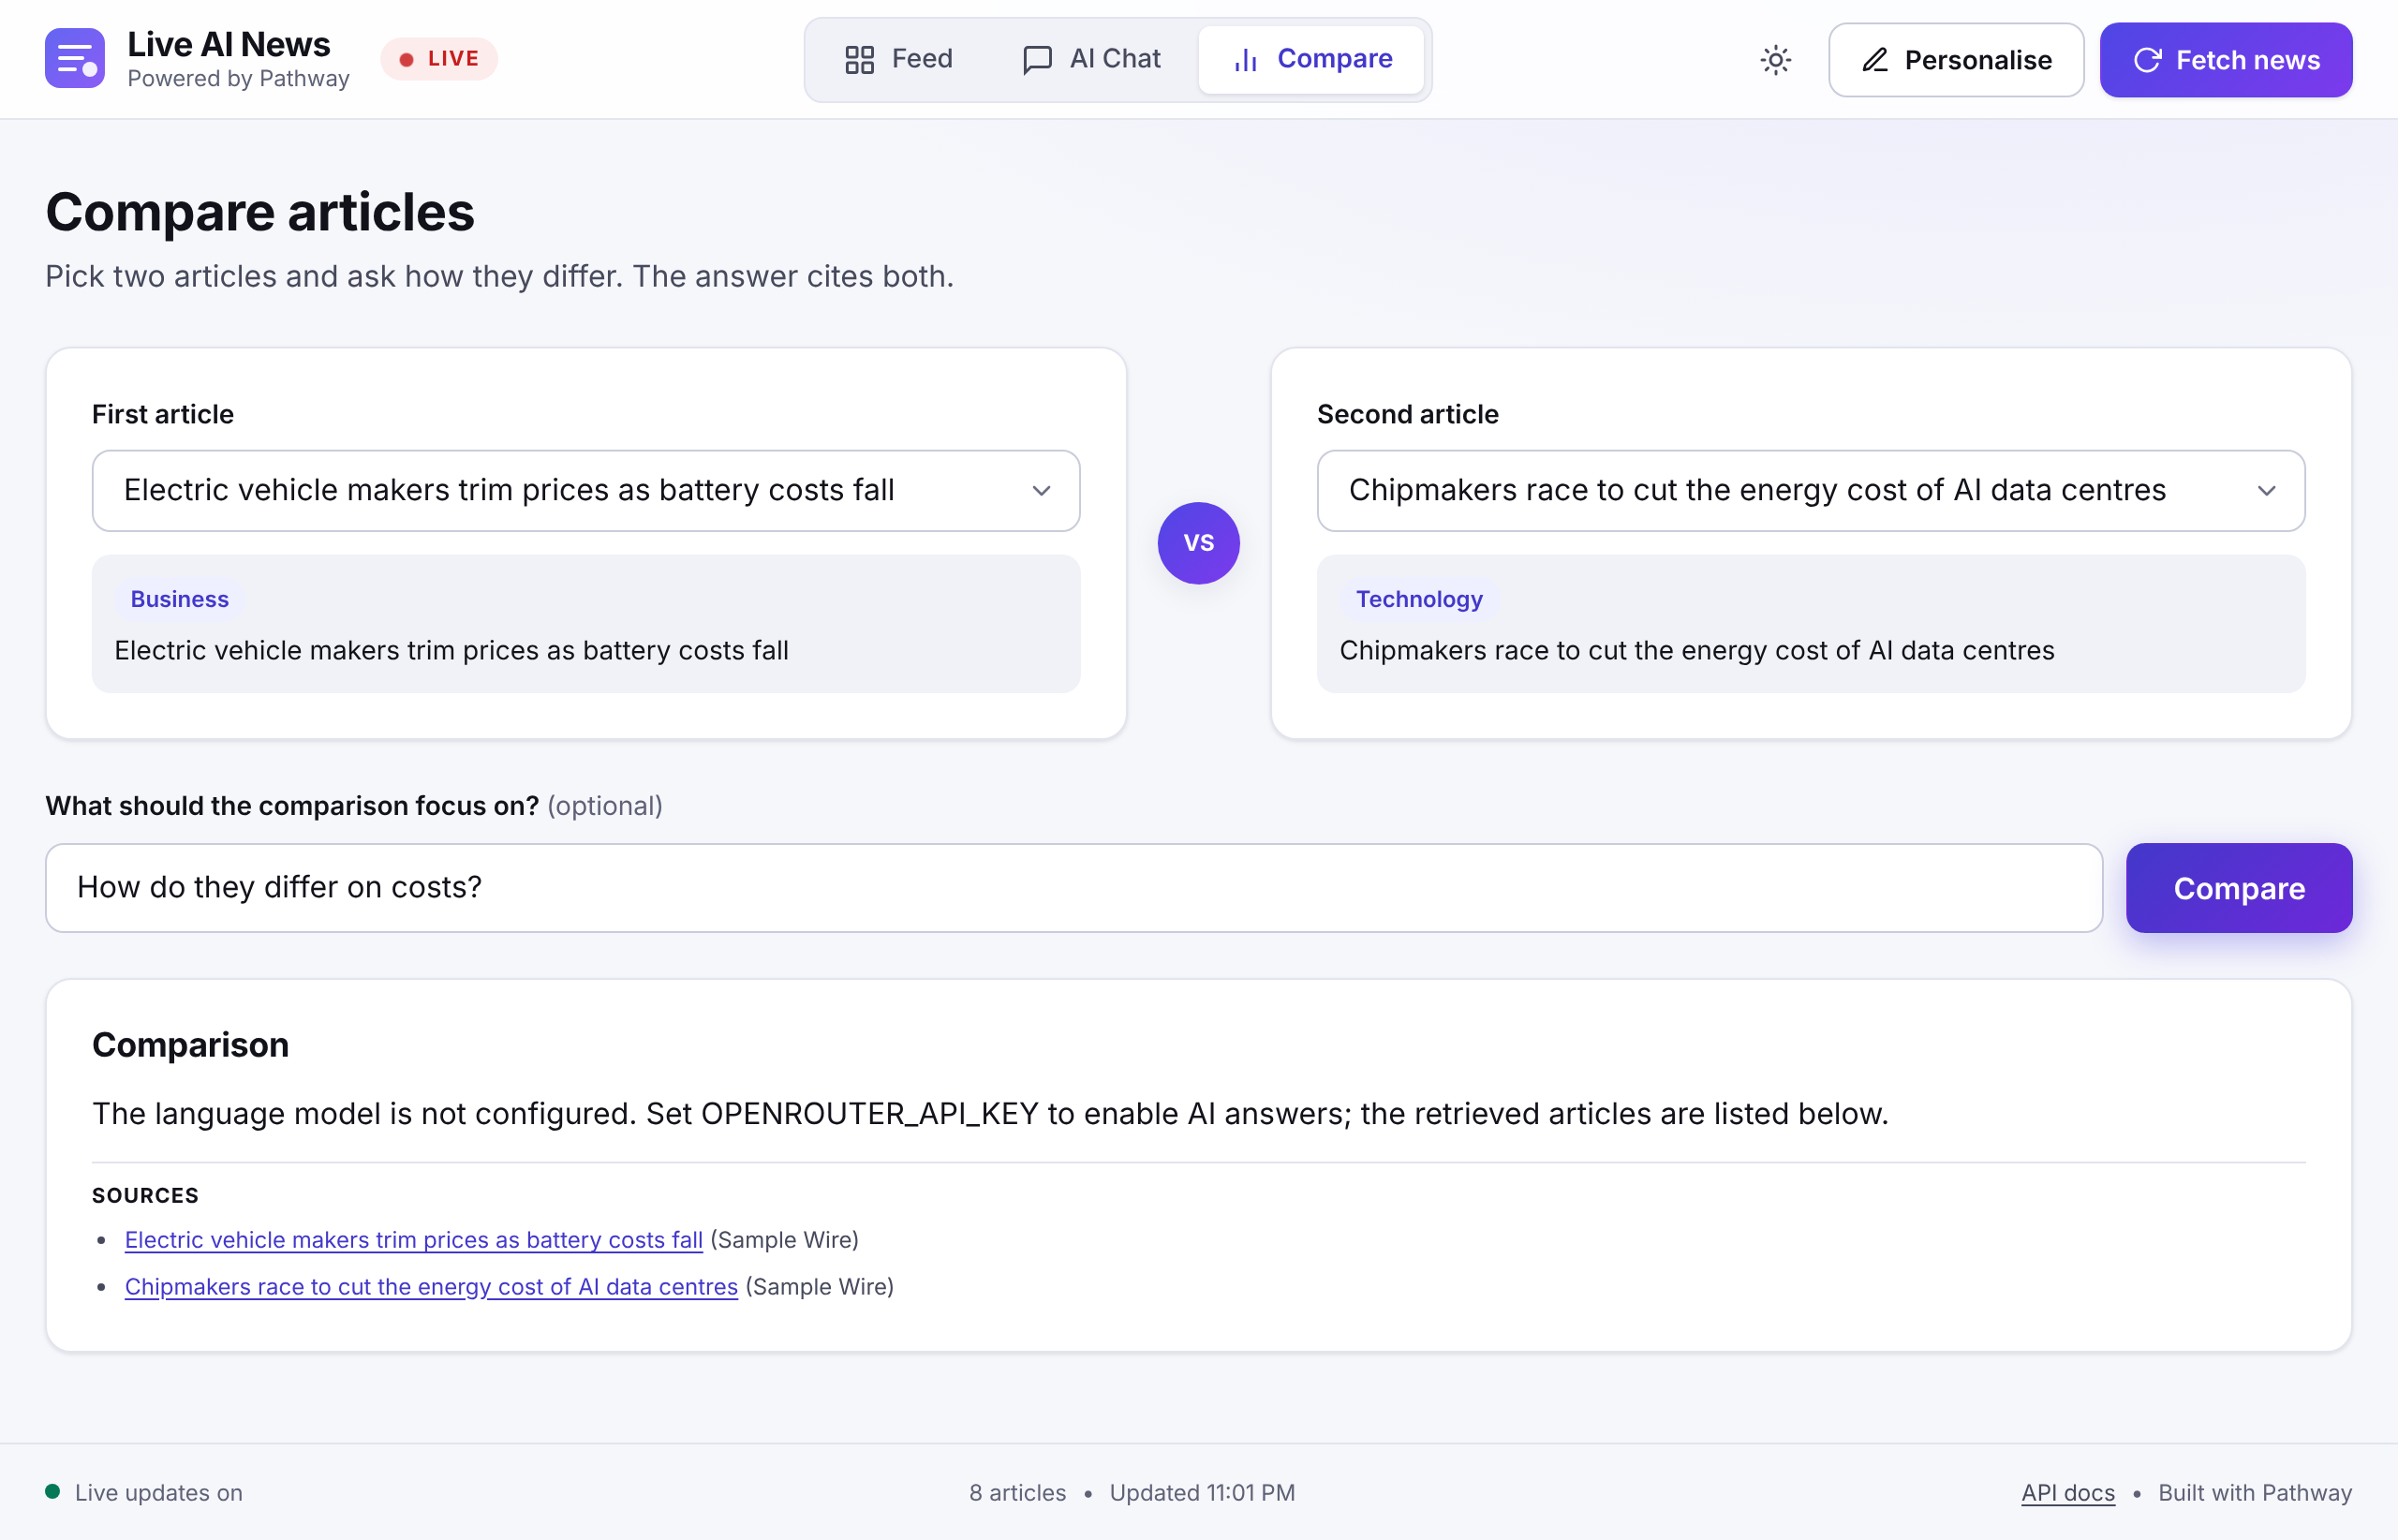 Live AI News
Powered by Pathway
LIVE
Feed
AI Chat
Compare
Personalise
Fetch news
Compare articles
Pick two articles and ask how they differ. The answer cites both.
First article
Electric vehicle makers trim prices as battery costs fall
Business
Electric vehicle makers trim prices as battery costs fall
VS
Second article
Chipmakers race to cut the energy cost of AI data centres
Technology
Chipmakers race to cut the energy cost of AI data centres
What should the comparison focus on? (optional)
How do they differ on costs?
Compare
Comparison
The language model is not configured. Set OPENROUTER_API_KEY to enable AI answers; the retrieved articles are listed below.
SOURCES
• Electric vehicle makers trim prices as battery costs fall (Sample Wire)
• Chipmakers race to cut the energy cost of AI data centres (Sample Wire)
Live updates on
8 articles • Updated 11:01 PM
API docs • Built with Pathway